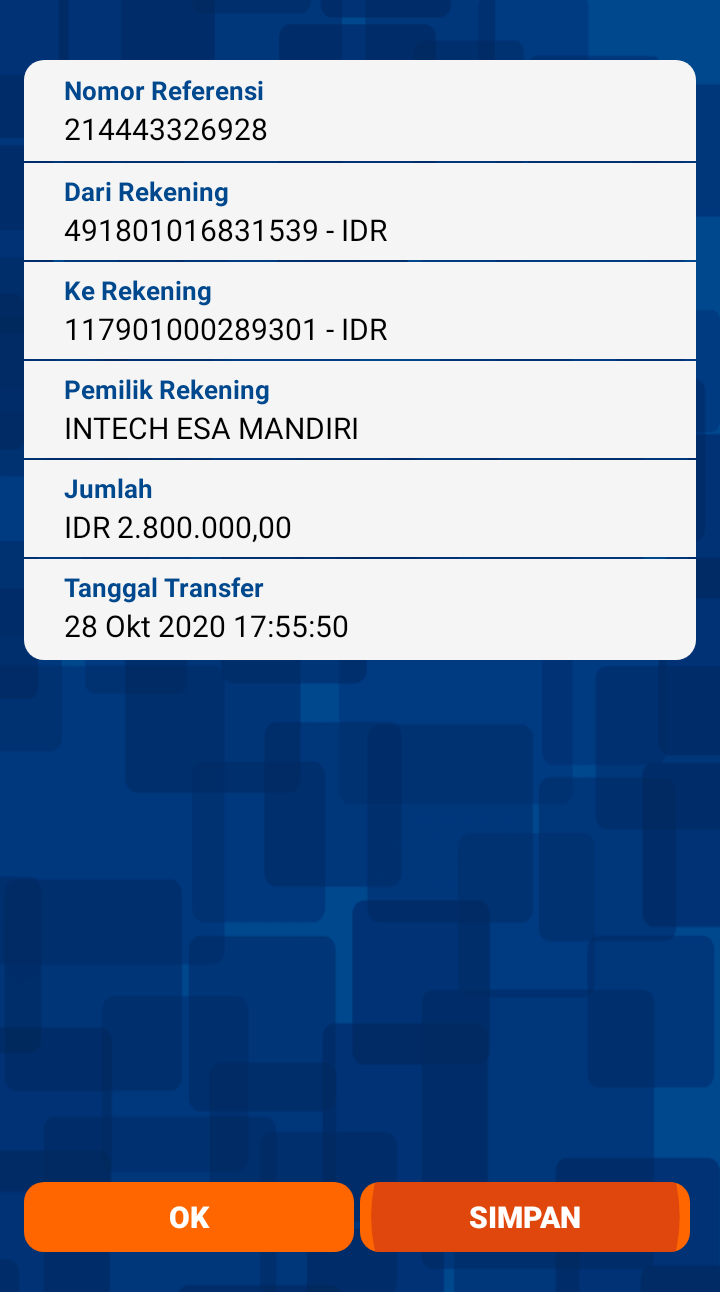 Nomor Referensi
214443326928
Dari Rekening
491801016831539 - IDR
Ke Rekening
117901000289301 - IDR
Pemilik Rekening
INTECH ESA MANDIRI
Jumlah
IDR 2.800.000,00
Tanggal Transfer
28 Okt 2020 17:55:50
OK
SIMPAN